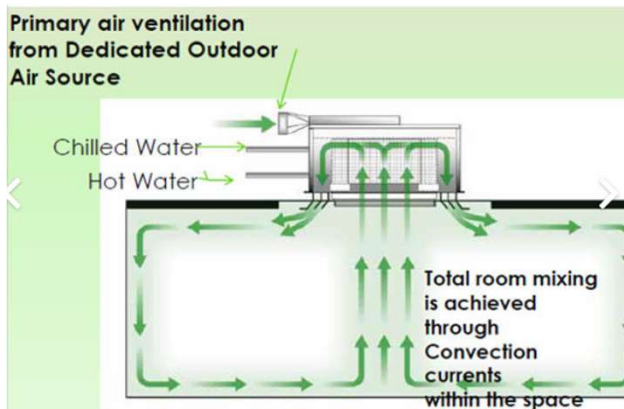 Primary air ventilation
from Dedicated Outdoor
Air Source
Chilled Water
Hot Water
Total room mixing
is achieved
through
Convection
currents
within the space